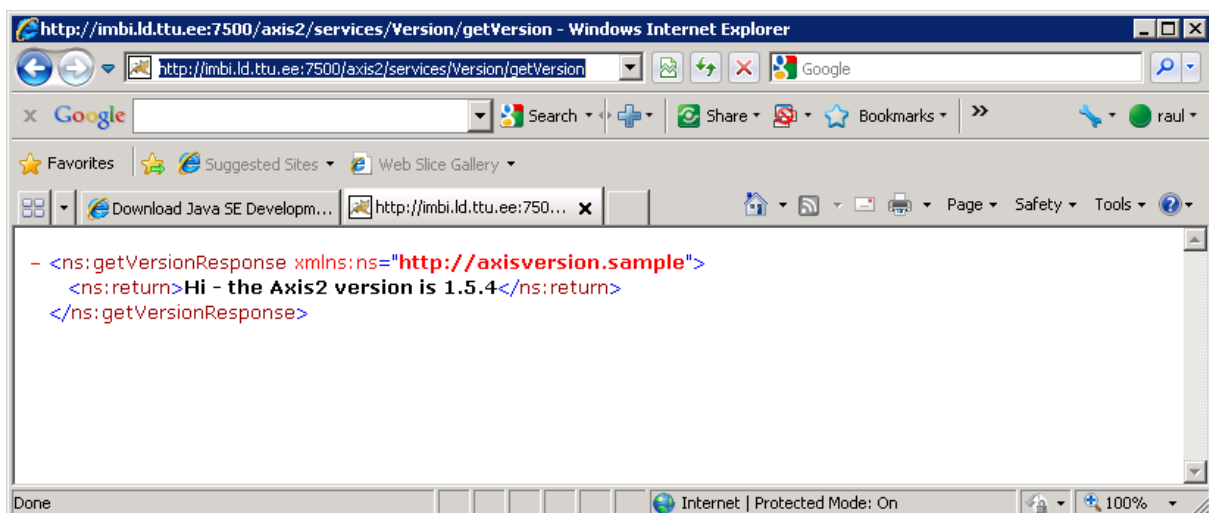 http://imbi.ld.ttu.ee:7500/axis2/services/Version/getVersion - Windows Internet Explorer
http://imbi.ld.ttu.ee:7500/axis2/services/Version/getVersion Google
x Google Search Share Bookmarks >> raul
Favorites Suggested Sites Web Slice Gallery
Download Java SE Developm... http://imbi.ld.ttu.ee:750... x Page Safety Tools
- <ns:getVersionResponse xmlns:ns="http://axisversion.sample">
<ns:return>Hi - the Axis2 version is 1.5.4</ns:return>
</ns:getVersionResponse>
Done Internet | Protected Mode: On 100%